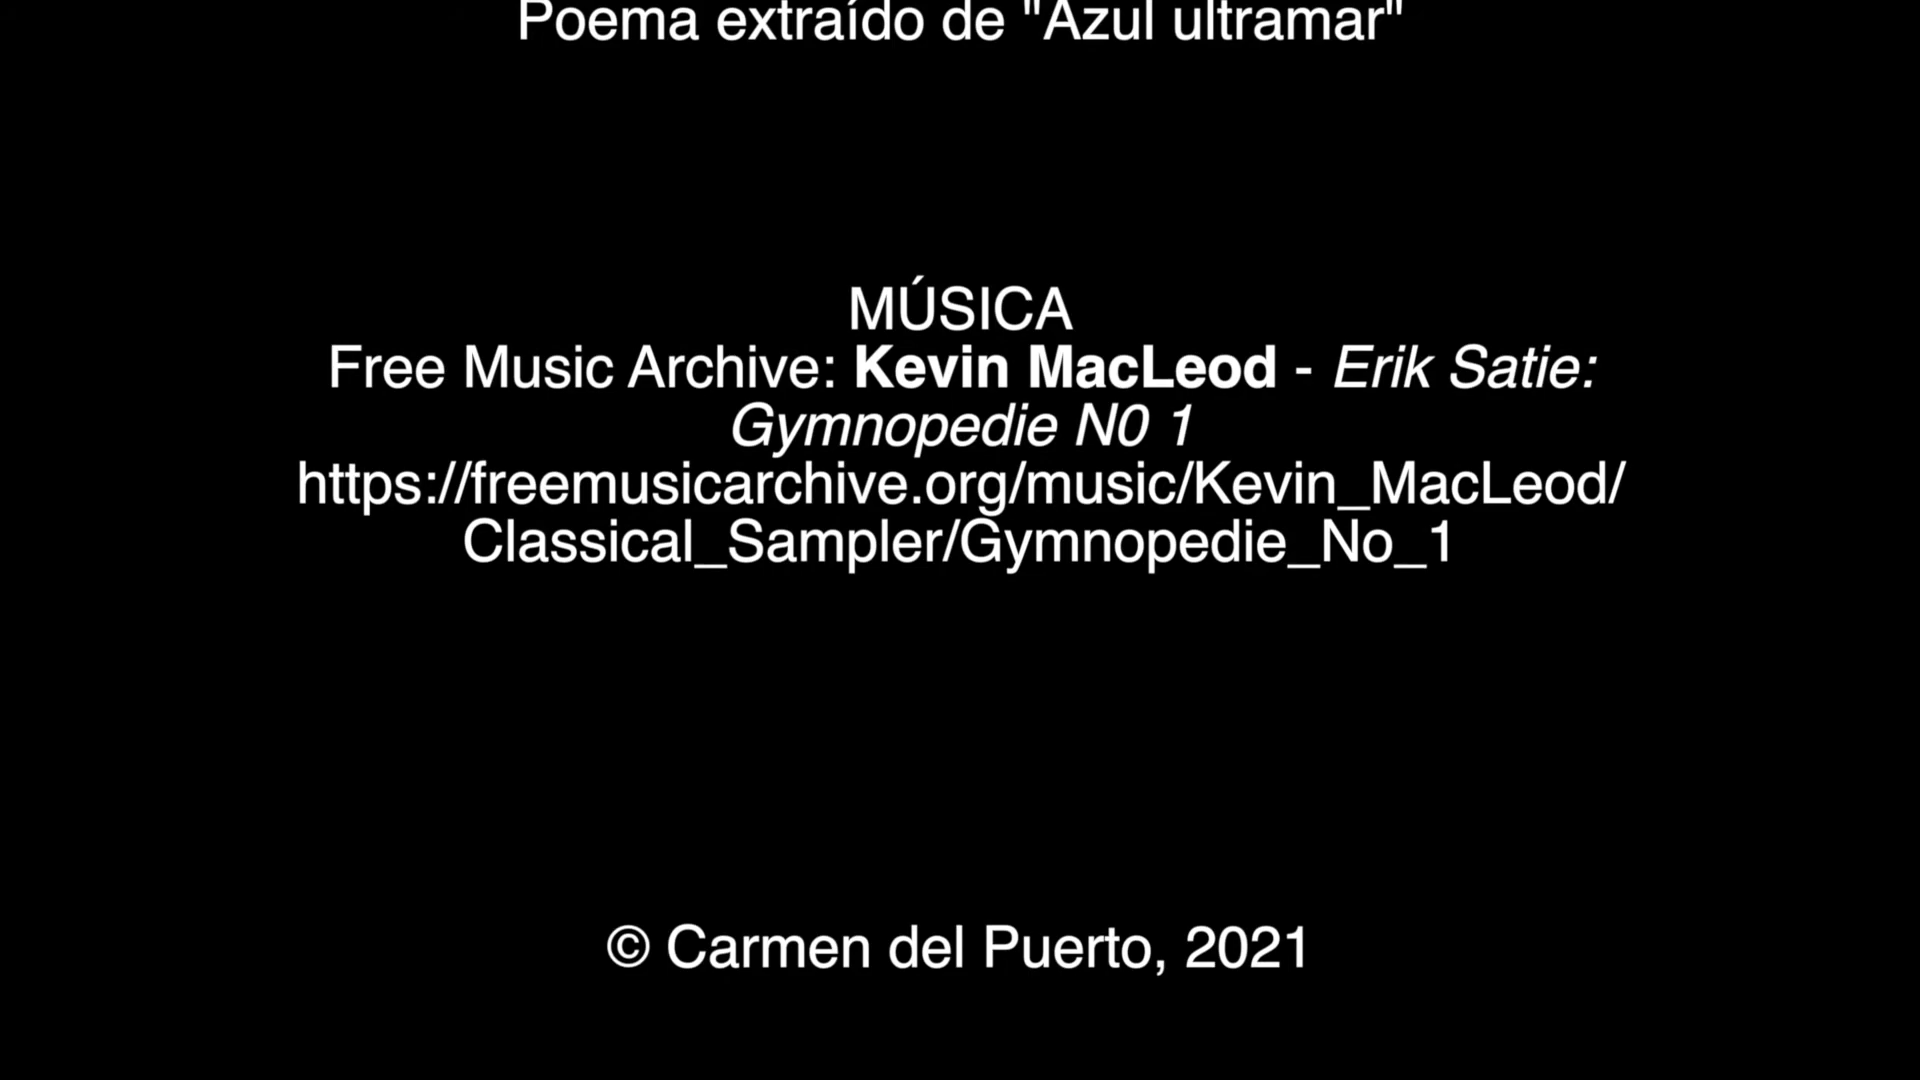 Poema extraído de "Azul ultramar"
MÚSICA
Free Music Archive: Kevin MacLeod - Erik Satie:
Gymnopedie N0 1
https://freemusicarchive.org/music/Kevin_MacLeod/
Classical_Sampler/Gymnopedie_No_1
© Carmen del Puerto, 2021